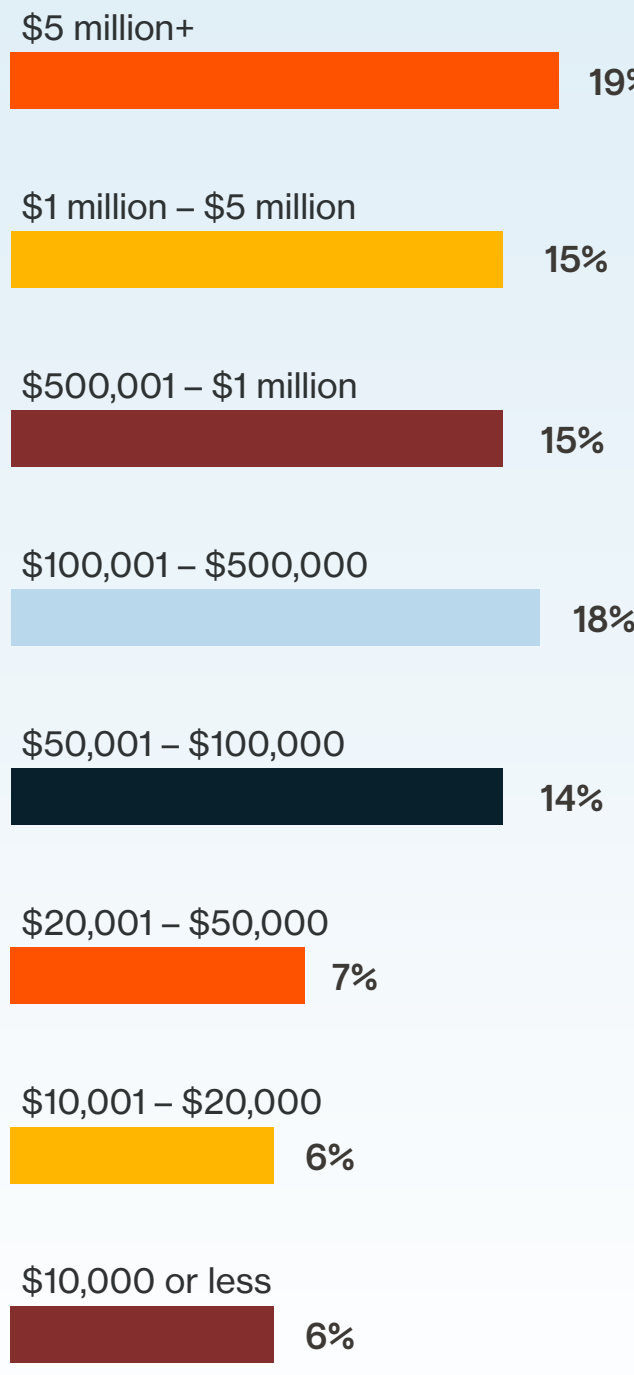 $5 million+
19%
$1 million – $5 million
15%
$500,001 – $1 million
15%
$100,001 – $500,000
18%
$50,001 – $100,000
14%
$20,001 – $50,000
7%
$10,001 – $20,000
6%
$10,000 or less
6%